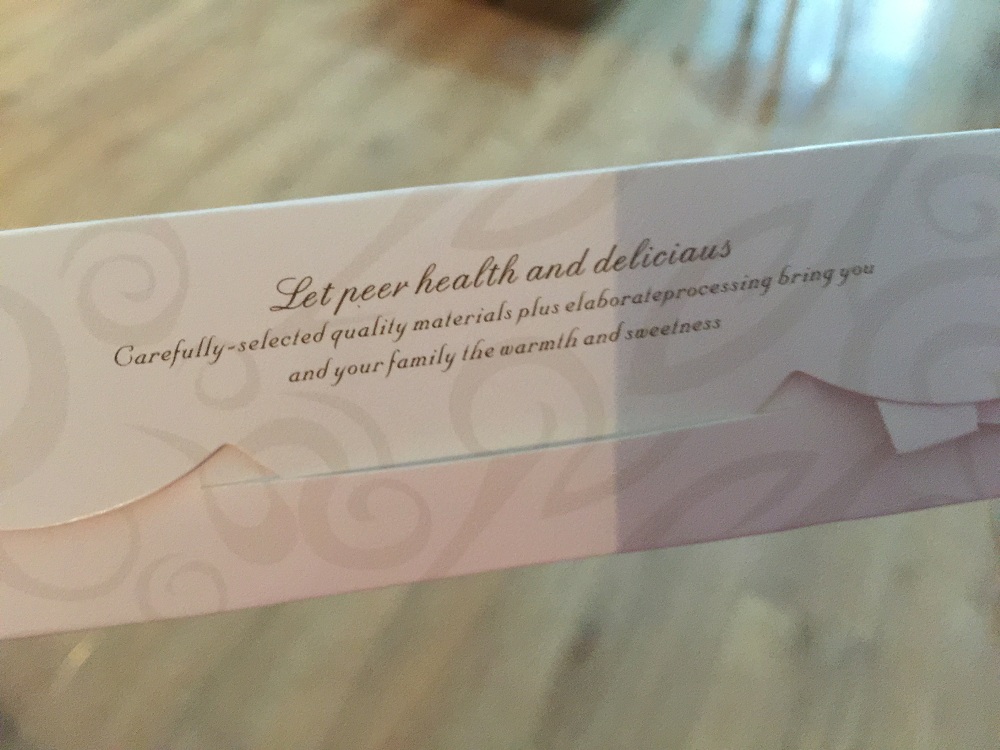 Let peer health and deliciaus
Carefully-selected quality materials plus elaborateprocessing bring you
and your family the warmth and sweetness